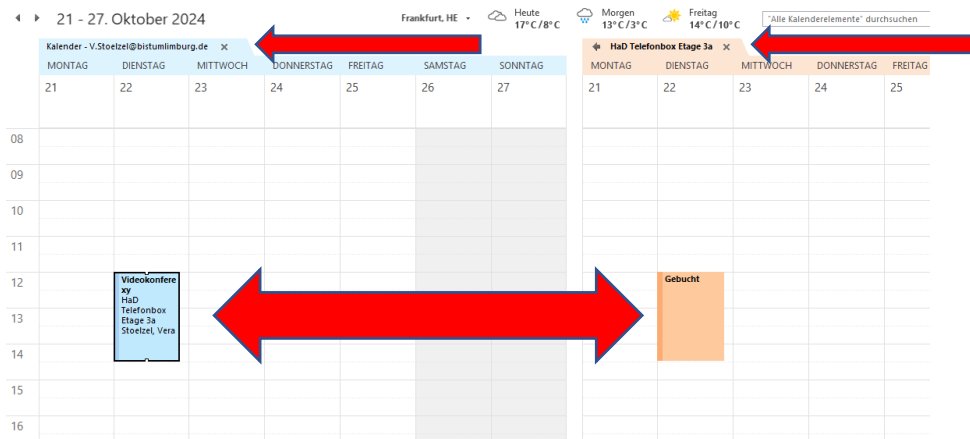 21 - 27. Oktober 2024
Frankfurt, HE
Heute
17°C/8°C
Morgen
13°C/3°C
Freitag
14°C/10°C
"Alle Kalenderelemente" durchsuchen
Kalender - V.Stoelzel@bistumlimburg.de
HaD Telefonbox Etage 3a
MONTAG DIENSTAG MITTWOCH DONNERSTAG FREITAG SAMSTAG SONNTAG
MONTAG DIENSTAG MITTWOCH DONNERSTAG FREITAG
21 22 23 24 25 26 27
21 22 23 24 25
08
09
10
11
12
13
14
15
16
Videokonfere
xy
HaD
Telefonbox
Etage 3a
Stoelzel, Vera
Gebucht